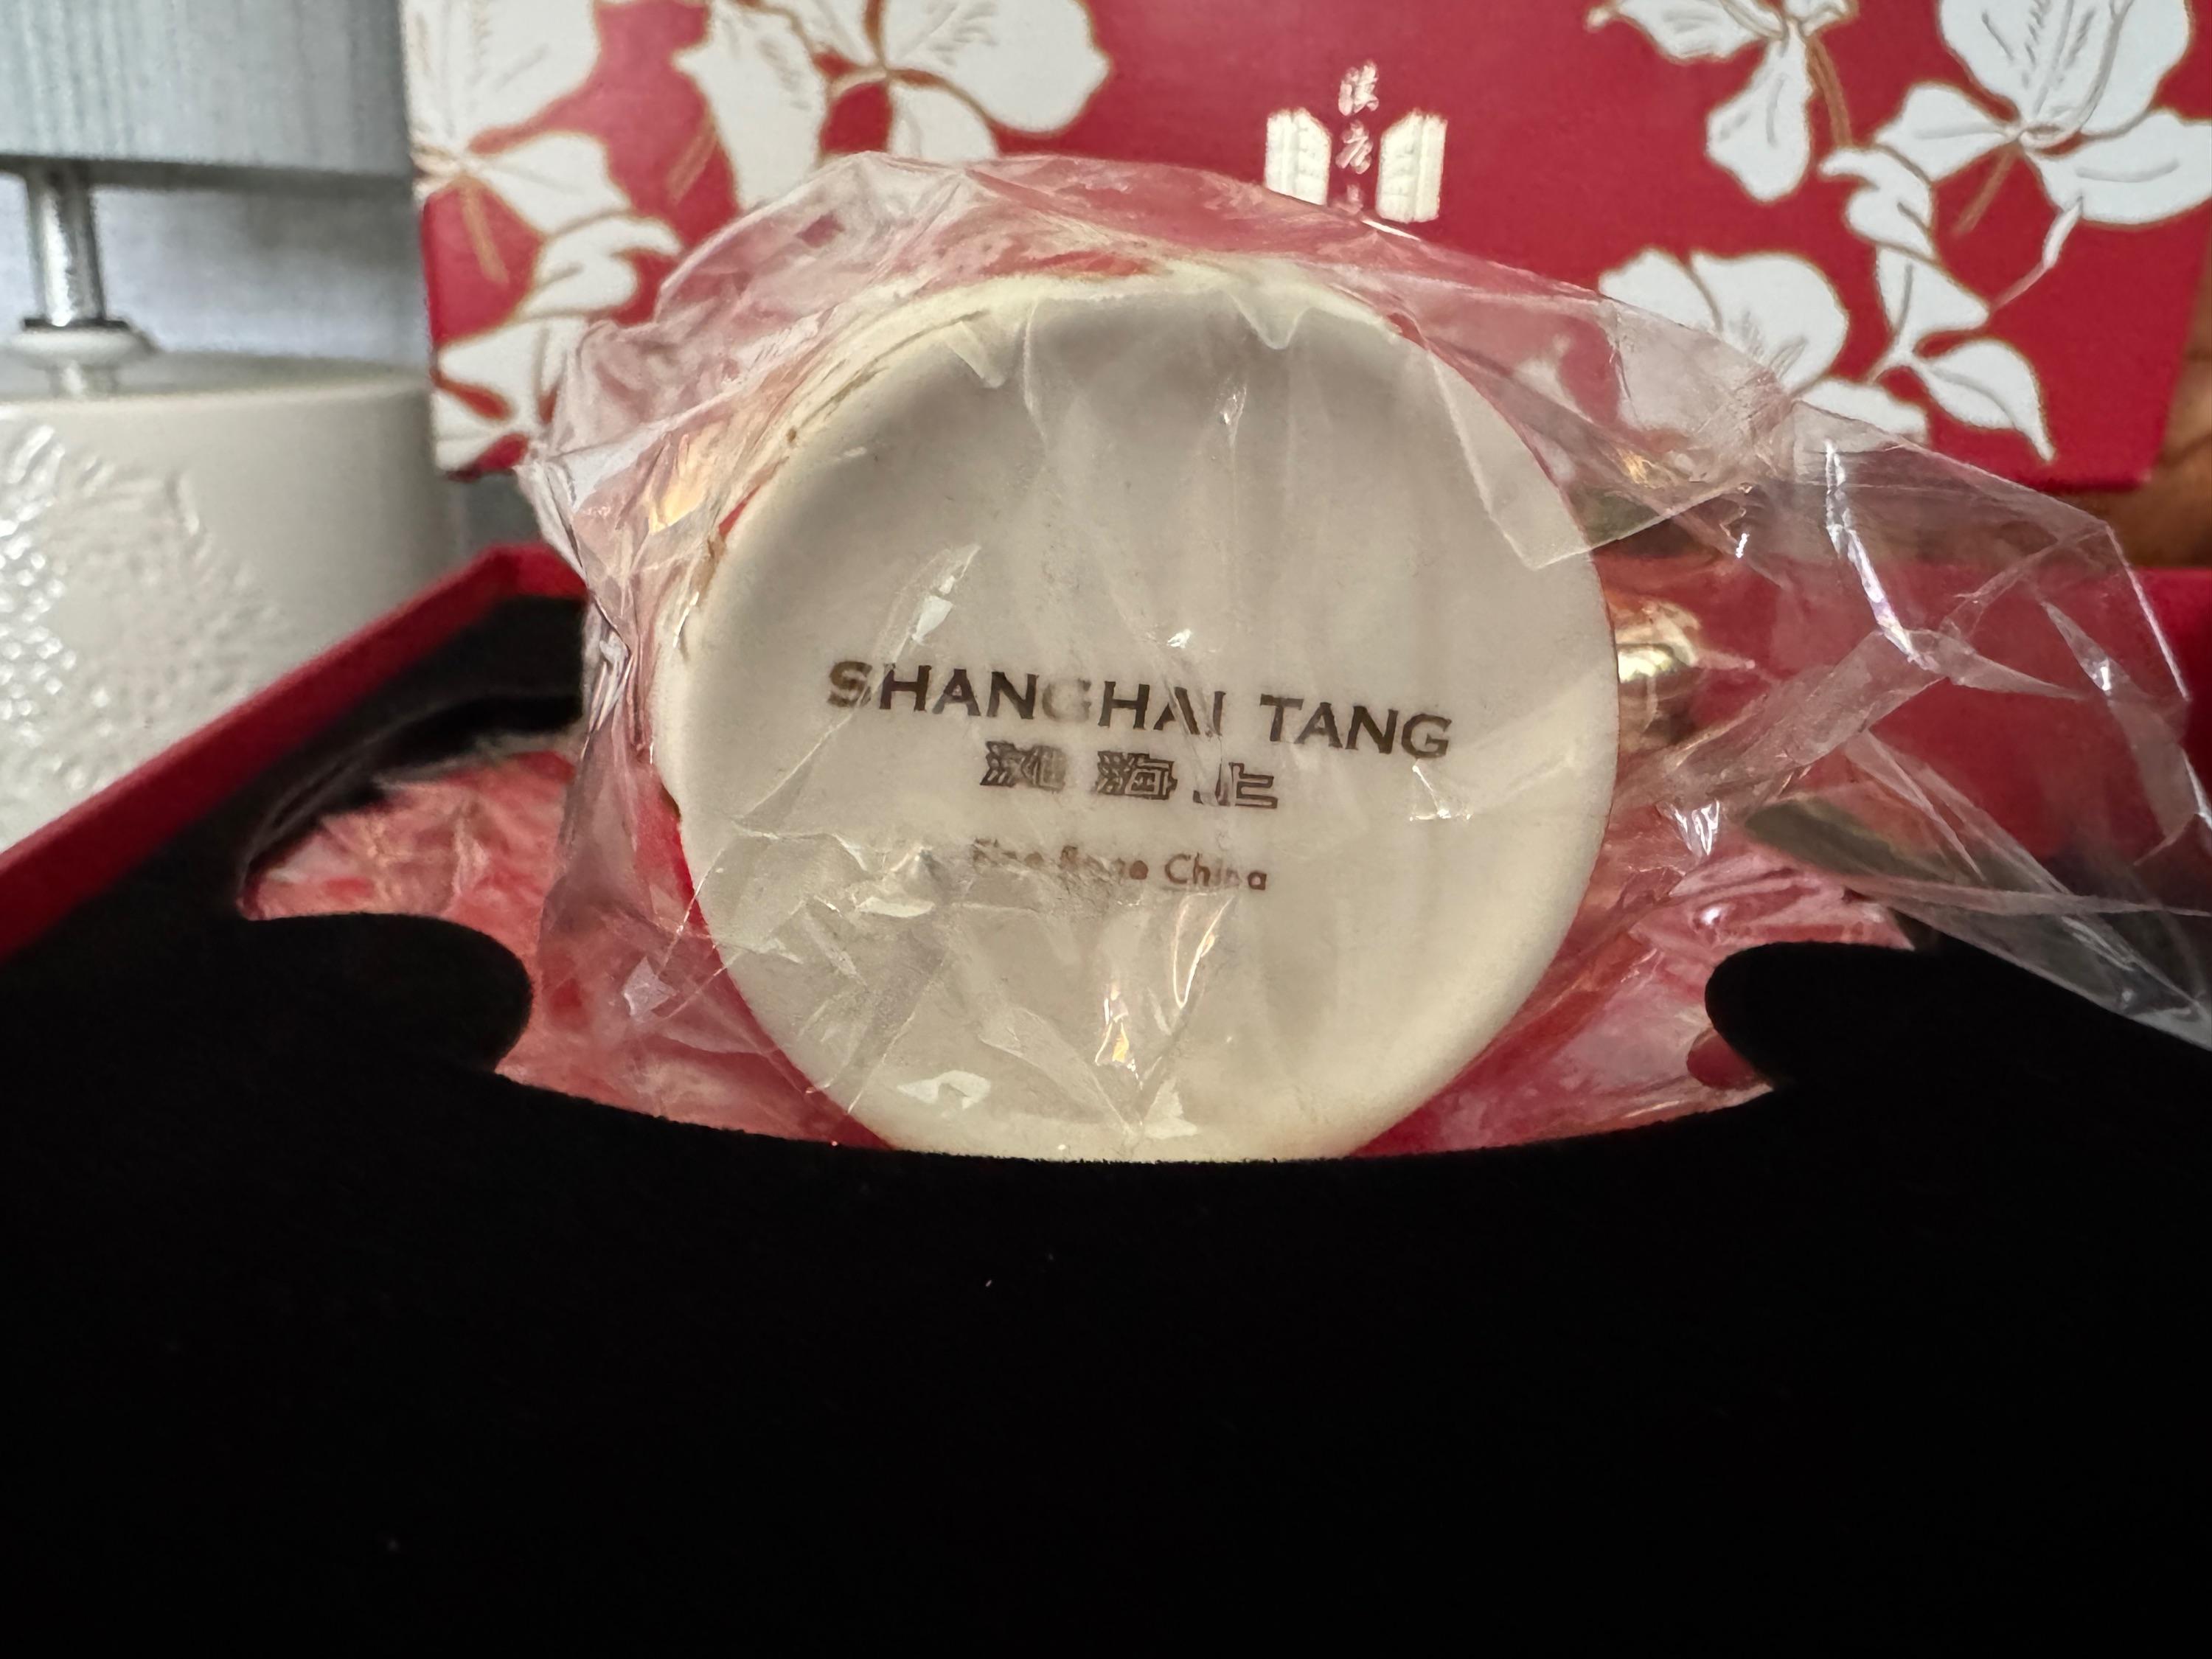 SHANGHAI TANG
灘海上
Fine Bone China